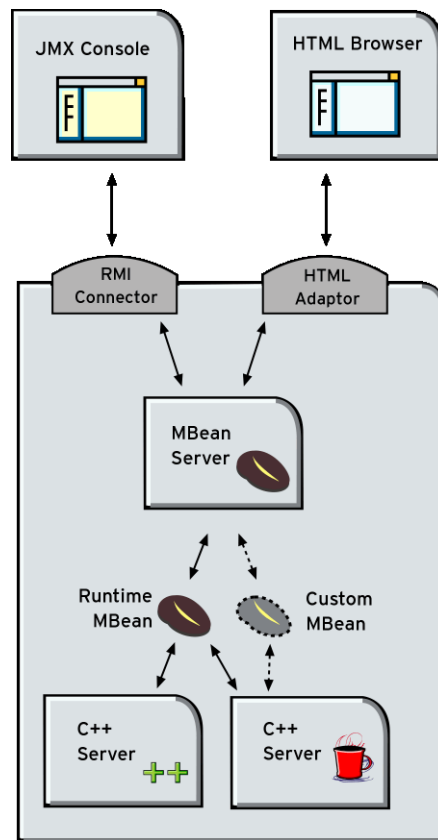 JMX Console
HTML Browser
F
F
F
F
RMI
Connector
HTML
Adaptor
MBean
Server
Runtime
MBean
Custom
MBean
C++
Server
++
C++
Server